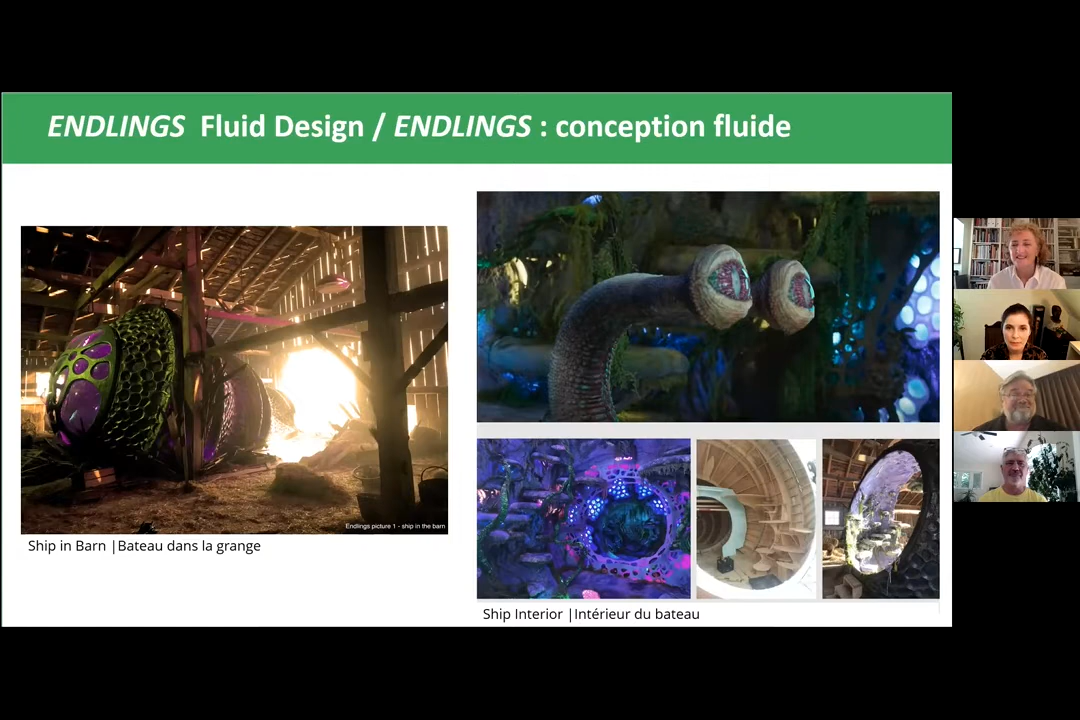 ENDLINGS Fluid Design / ENDLINGS : conception fluide
Endlings picture 1 - ship in the barn
Ship in Barn |Bateau dans la grange
Ship Interior |Intérieur du bateau